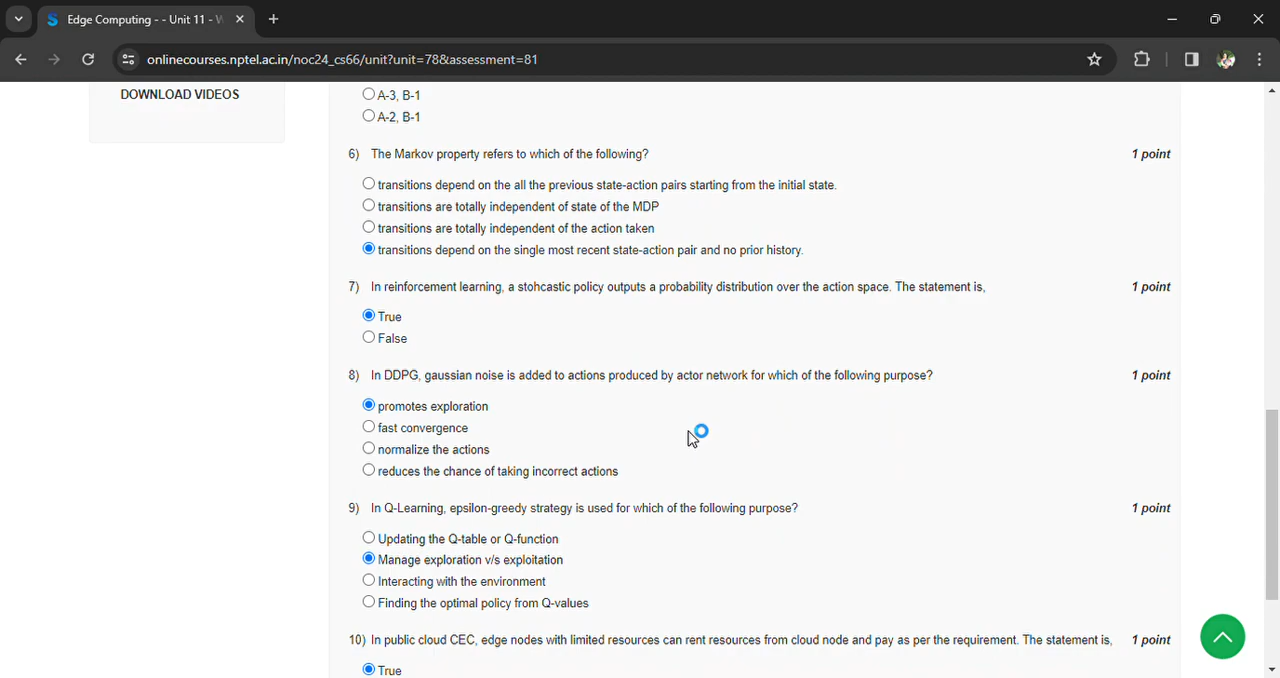 Edge Computing - - Unit 11 - W
onlinecourses.nptel.ac.in/noc24_cs66/unit?unit=78&assessment=81
DOWNLOAD VIDEOS
A-3, B-1
A-2, B-1
6) The Markov property refers to which of the following? 1 point
transitions depend on the all the previous state-action pairs starting from the initial state.
transitions are totally independent of state of the MDP
transitions are totally independent of the action taken
transitions depend on the single most recent state-action pair and no prior history.
7) In reinforcement learning, a stohcastic policy outputs a probability distribution over the action space. The statement is, 1 point
True
False
8) In DDPG, gaussian noise is added to actions produced by actor network for which of the following purpose? 1 point
promotes exploration
fast convergence
normalize the actions
reduces the chance of taking incorrect actions
9) In Q-Learning, epsilon-greedy strategy is used for which of the following purpose? 1 point
Updating the Q-table or Q-function
Manage exploration v/s exploitation
Interacting with the environment
Finding the optimal policy from Q-values
10) In public cloud CEC, edge nodes with limited resources can rent resources from cloud node and pay as per the requirement. The statement is, 1 point
True